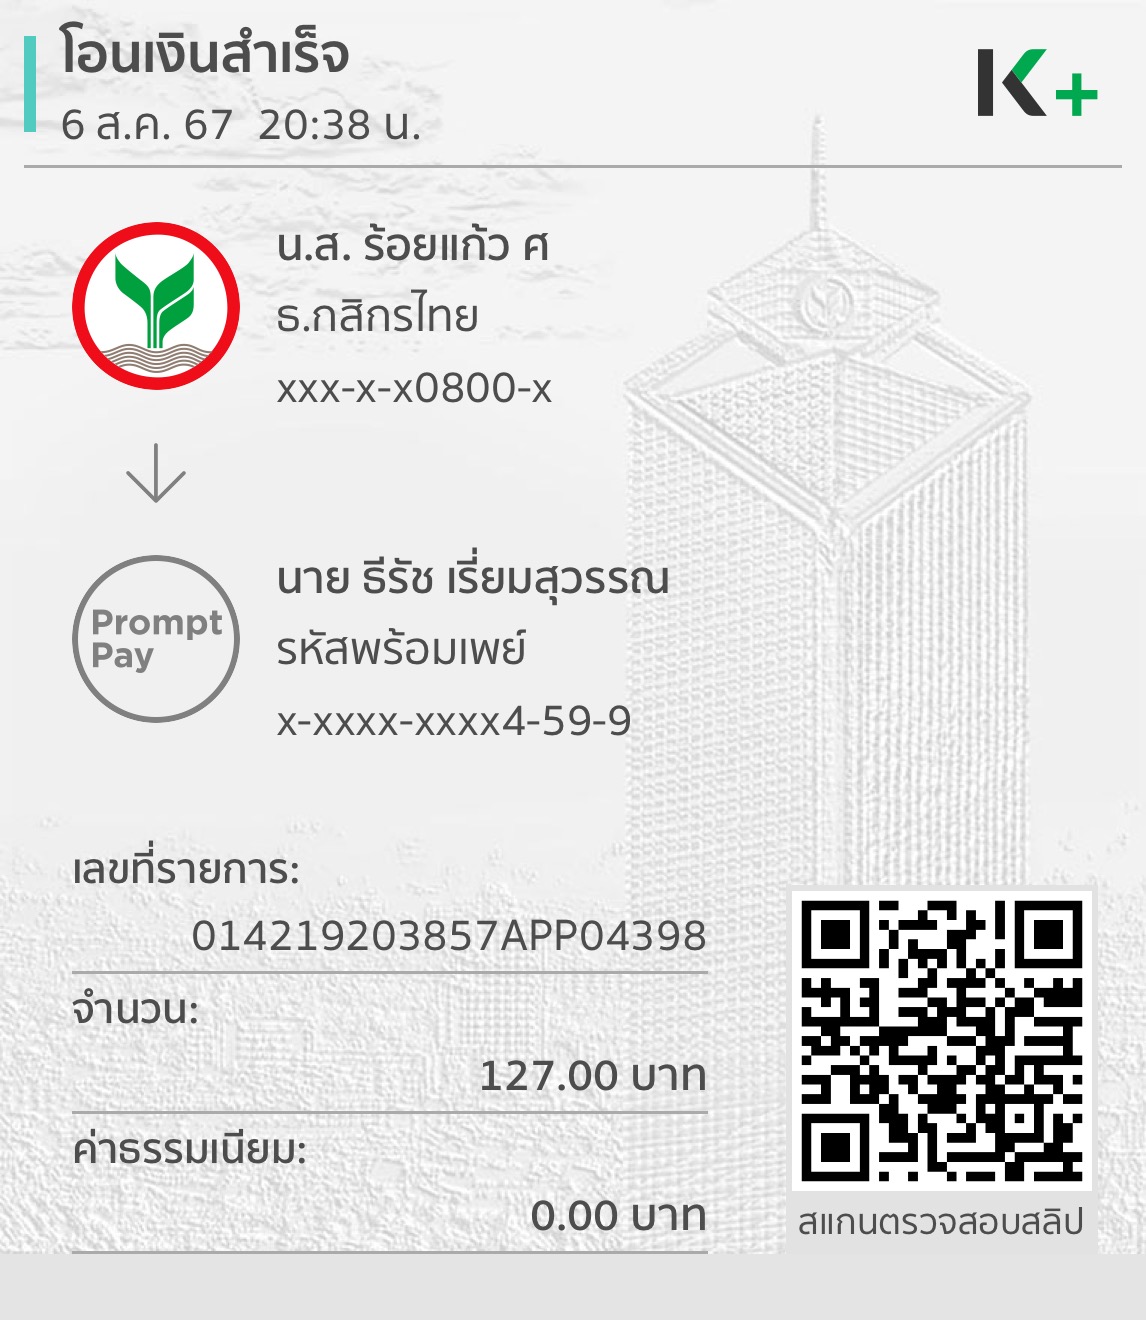 โอนเงินสำเร็จ
6 ส.ค. 67 20:38 น.
K+
น.ส. ร้อยแก้ว ศ
ธ.กสิกรไทย
xxx-x-x0800-x
Prompt
Pay
นาย ธีรัช เรี่ยมสุวรรณ
รหัสพร้อมเพย์
x-xxxx-xxxx4-59-9
เลขที่รายการ:
014219203857APP04398
จำนวน:
127.00 บาท
ค่าธรรมเนียม:
0.00 บาท
สแกนตรวจสอบสลิป